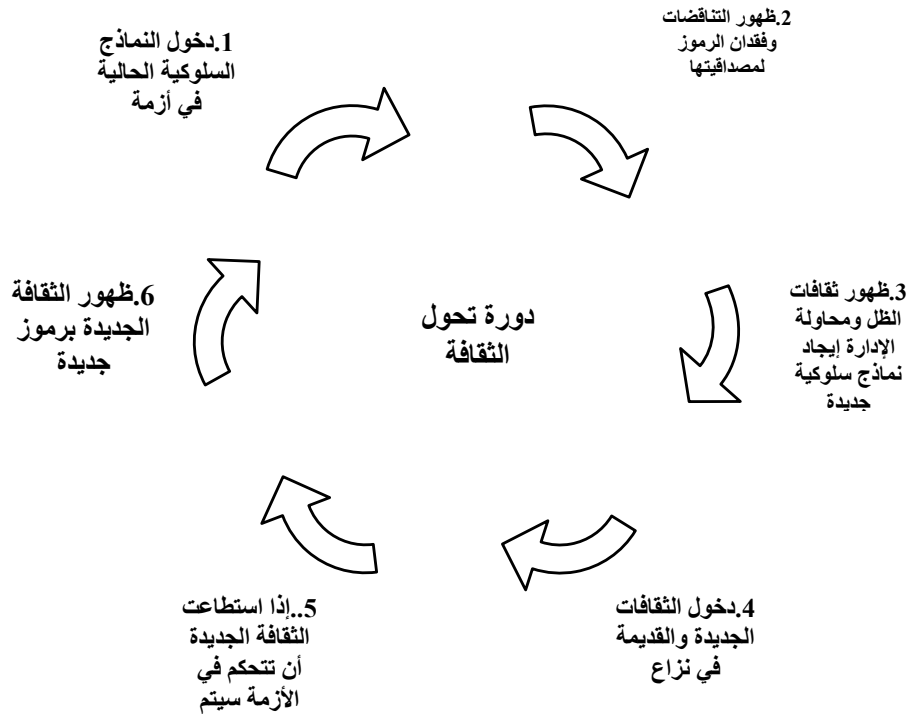 1.دخول النماذج
السلوكية الحالية
في أزمة
2.ظهور التناقضات
وفقدان الرموز
لمصداقيتها
3.ظهور ثقافات
الظل ومحاولة
الإدارة إيجاد
نماذج سلوكية
جديدة
4.دخول الثقافات
الجديدة والقديمة
في نزاع
5..إذا استطاعت
الثقافة الجديدة
أن تتحكم في
الأزمة سيتم
6.ظهور الثقافة
الجديدة برموز
جديدة
دورة تحول
الثقافة